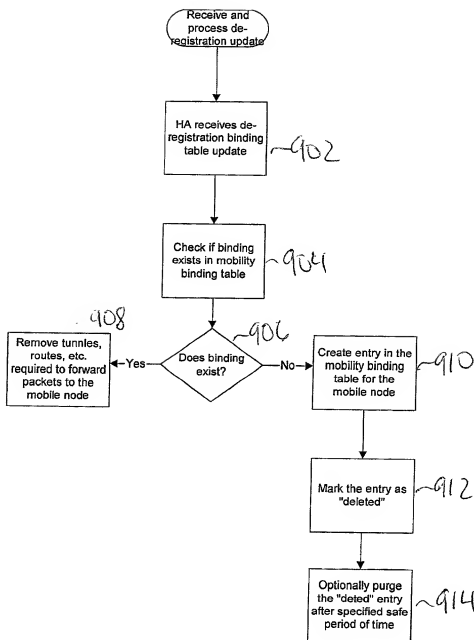 Receive and
process de-
registration update
HA receives de-
registration binding
table update
902
Check if binding
exists in mobility
binding table
904
908
906
Remove tunnles,
routes, etc.
required to forward
packets to the
mobile node
Yes
Does binding
exist?
No
Create entry in the
mobility binding
table for the
mobile node
910
Mark the entry as
"deleted"
912
Optionally purge
the "deted" entry
after specified safe
period of time
914